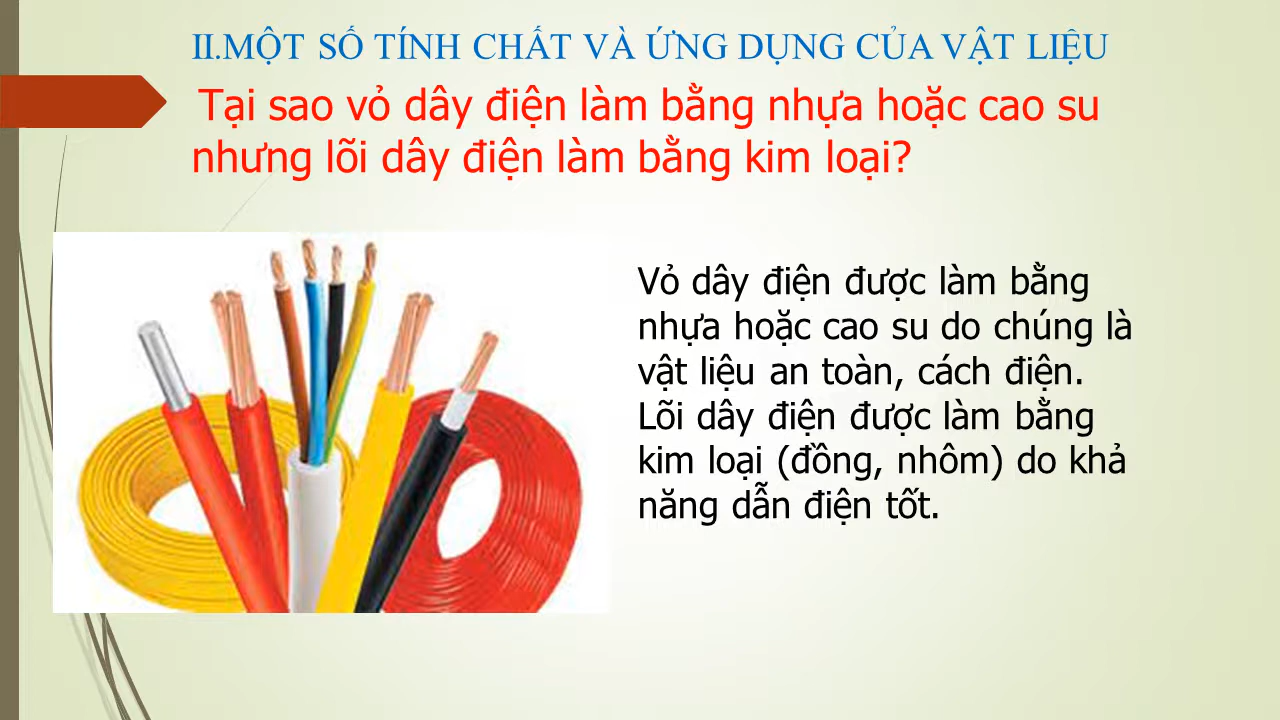 II.MỘT SỐ TÍNH CHẤT VÀ ỨNG DỤNG CỦA VẬT LIỆU
Tại sao vỏ dây điện làm bằng nhựa hoặc cao su
nhưng lõi dây điện làm bằng kim loại?
Vỏ dây điện được làm bằng
nhựa hoặc cao su do chúng là
vật liệu an toàn, cách điện.
Lõi dây điện được làm bằng
kim loại (đồng, nhôm) do khả
năng dẫn điện tốt.